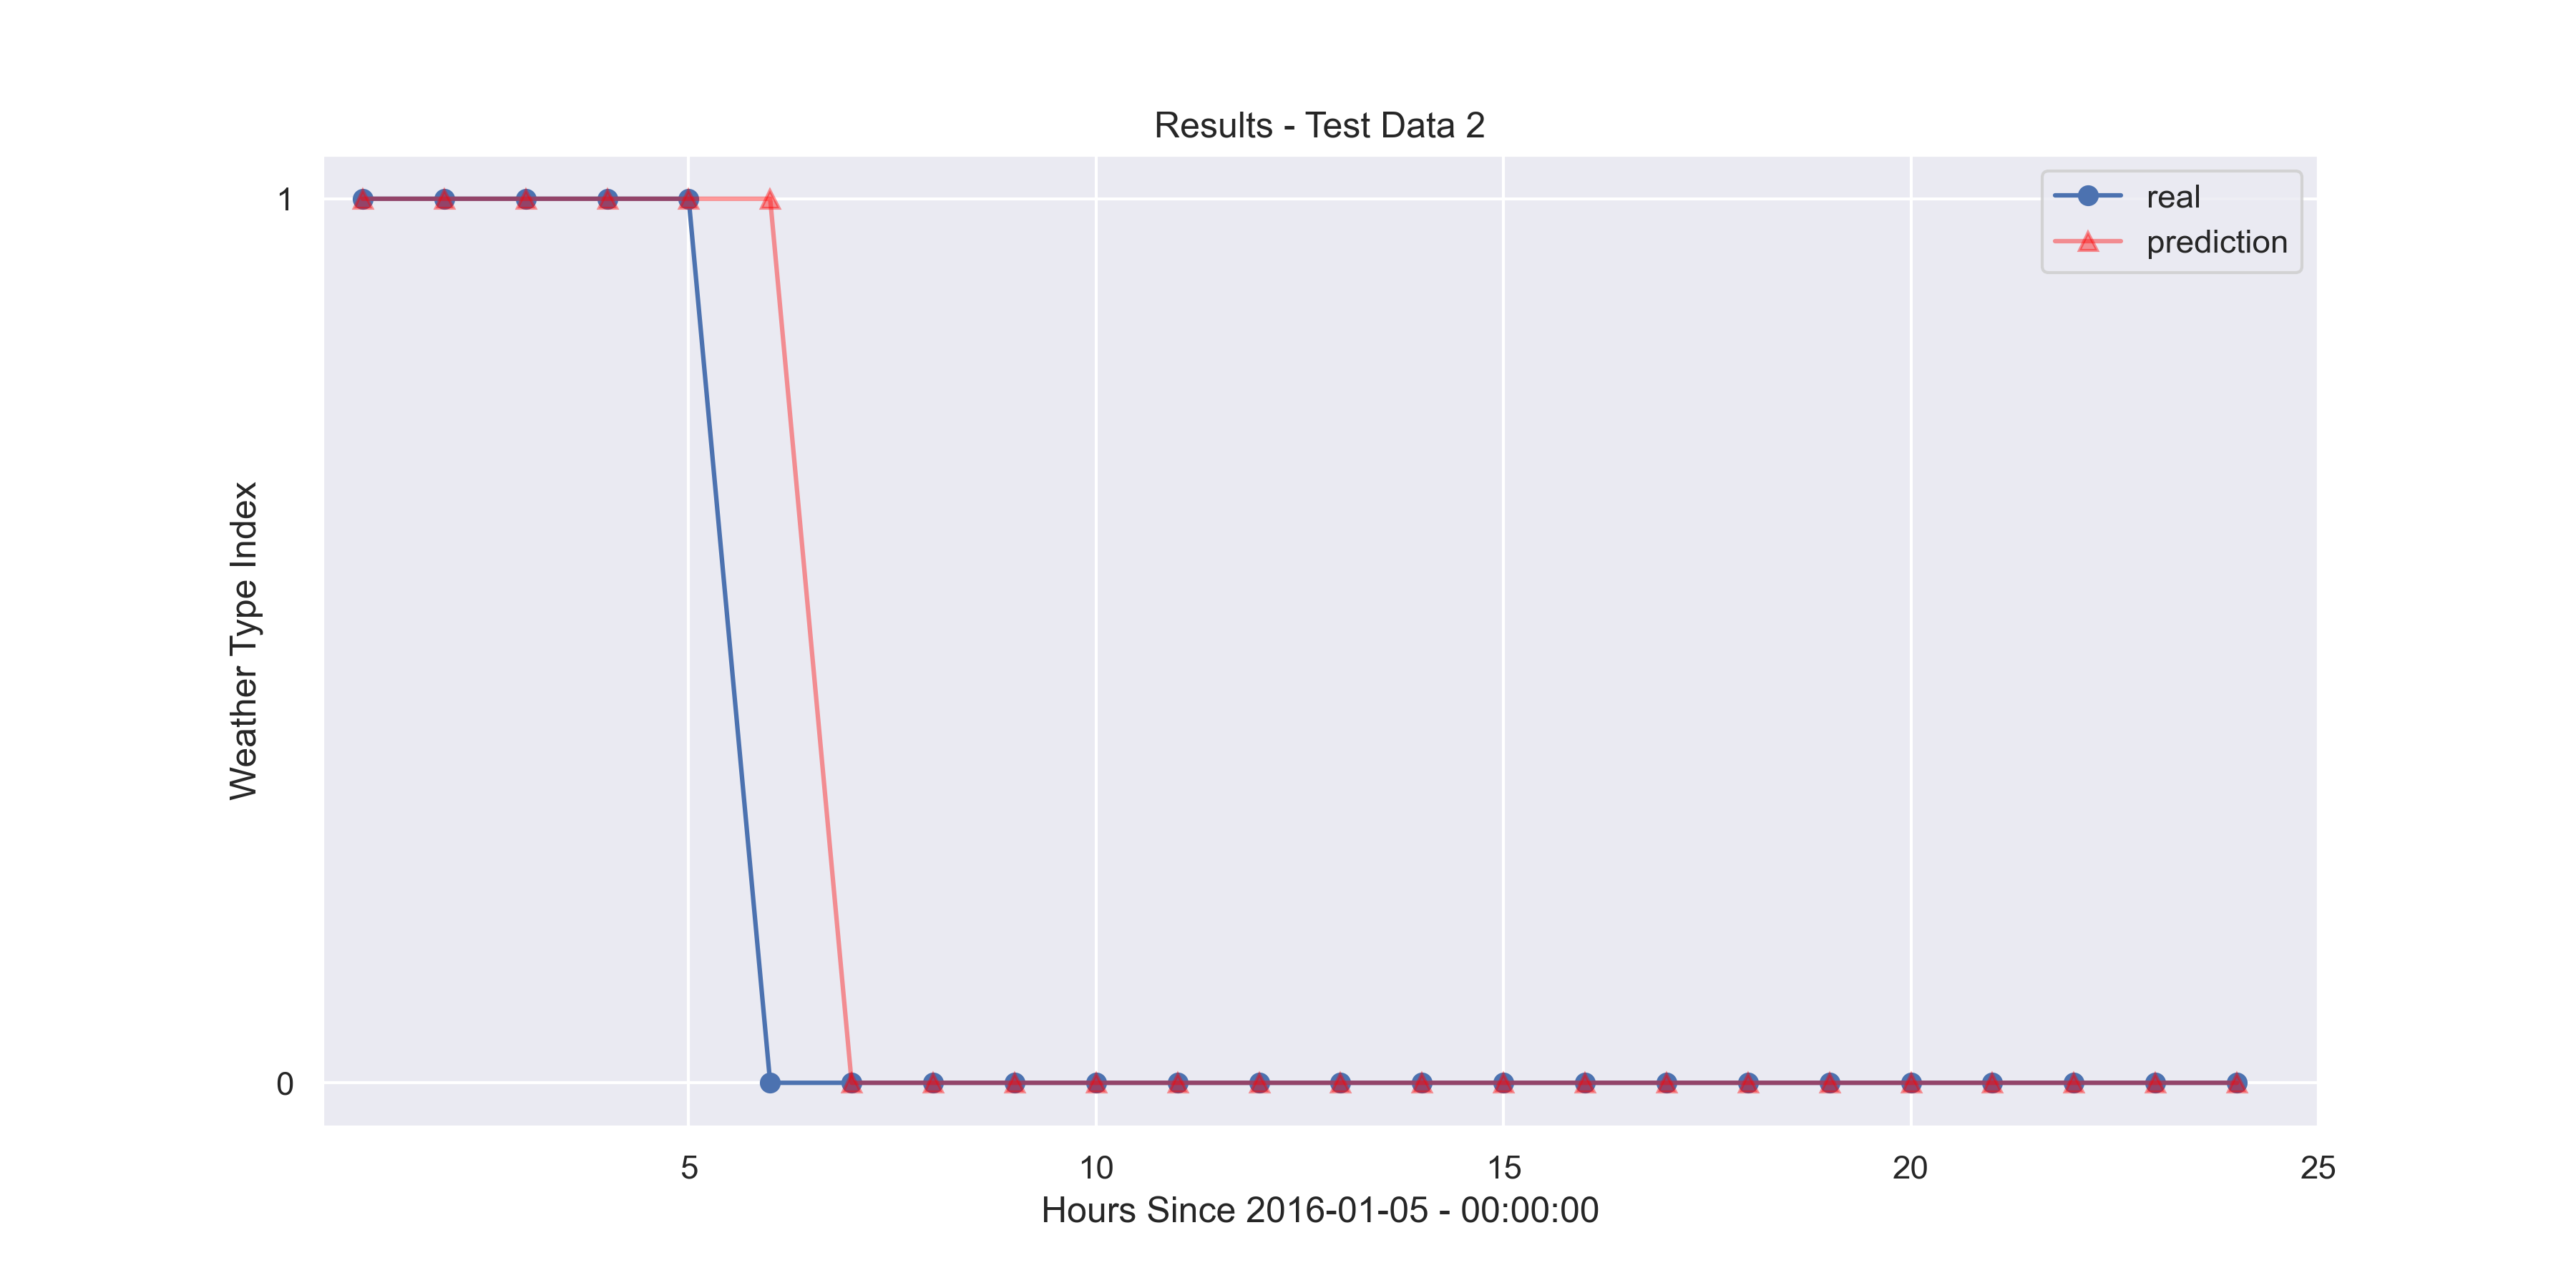 Results - Test Data 2
1
real
prediction
Weather Type Index
0
5 10 15 20 25
Hours Since 2016-01-05 - 00:00:00